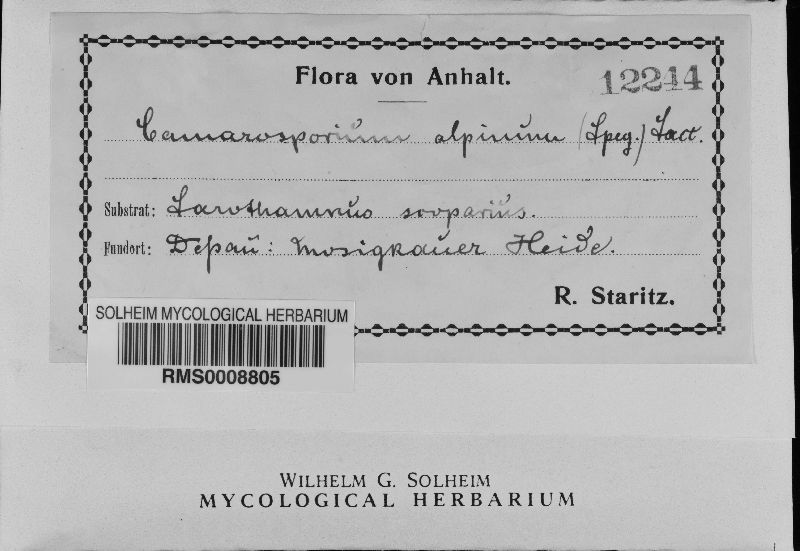 Flora von Anhalt.
12244
Camarosporium alpinum (Speg.) Sacc.
Substrat: Sarothamnus scoparius.
Fundort: Deßau: Mosigkauer Heide.
R. Staritz.
SOLHEIM MYCOLOGICAL HERBARIUM
RMS0008805
WILHELM G. SOLHEIM
MYCOLOGICAL HERBARIUM